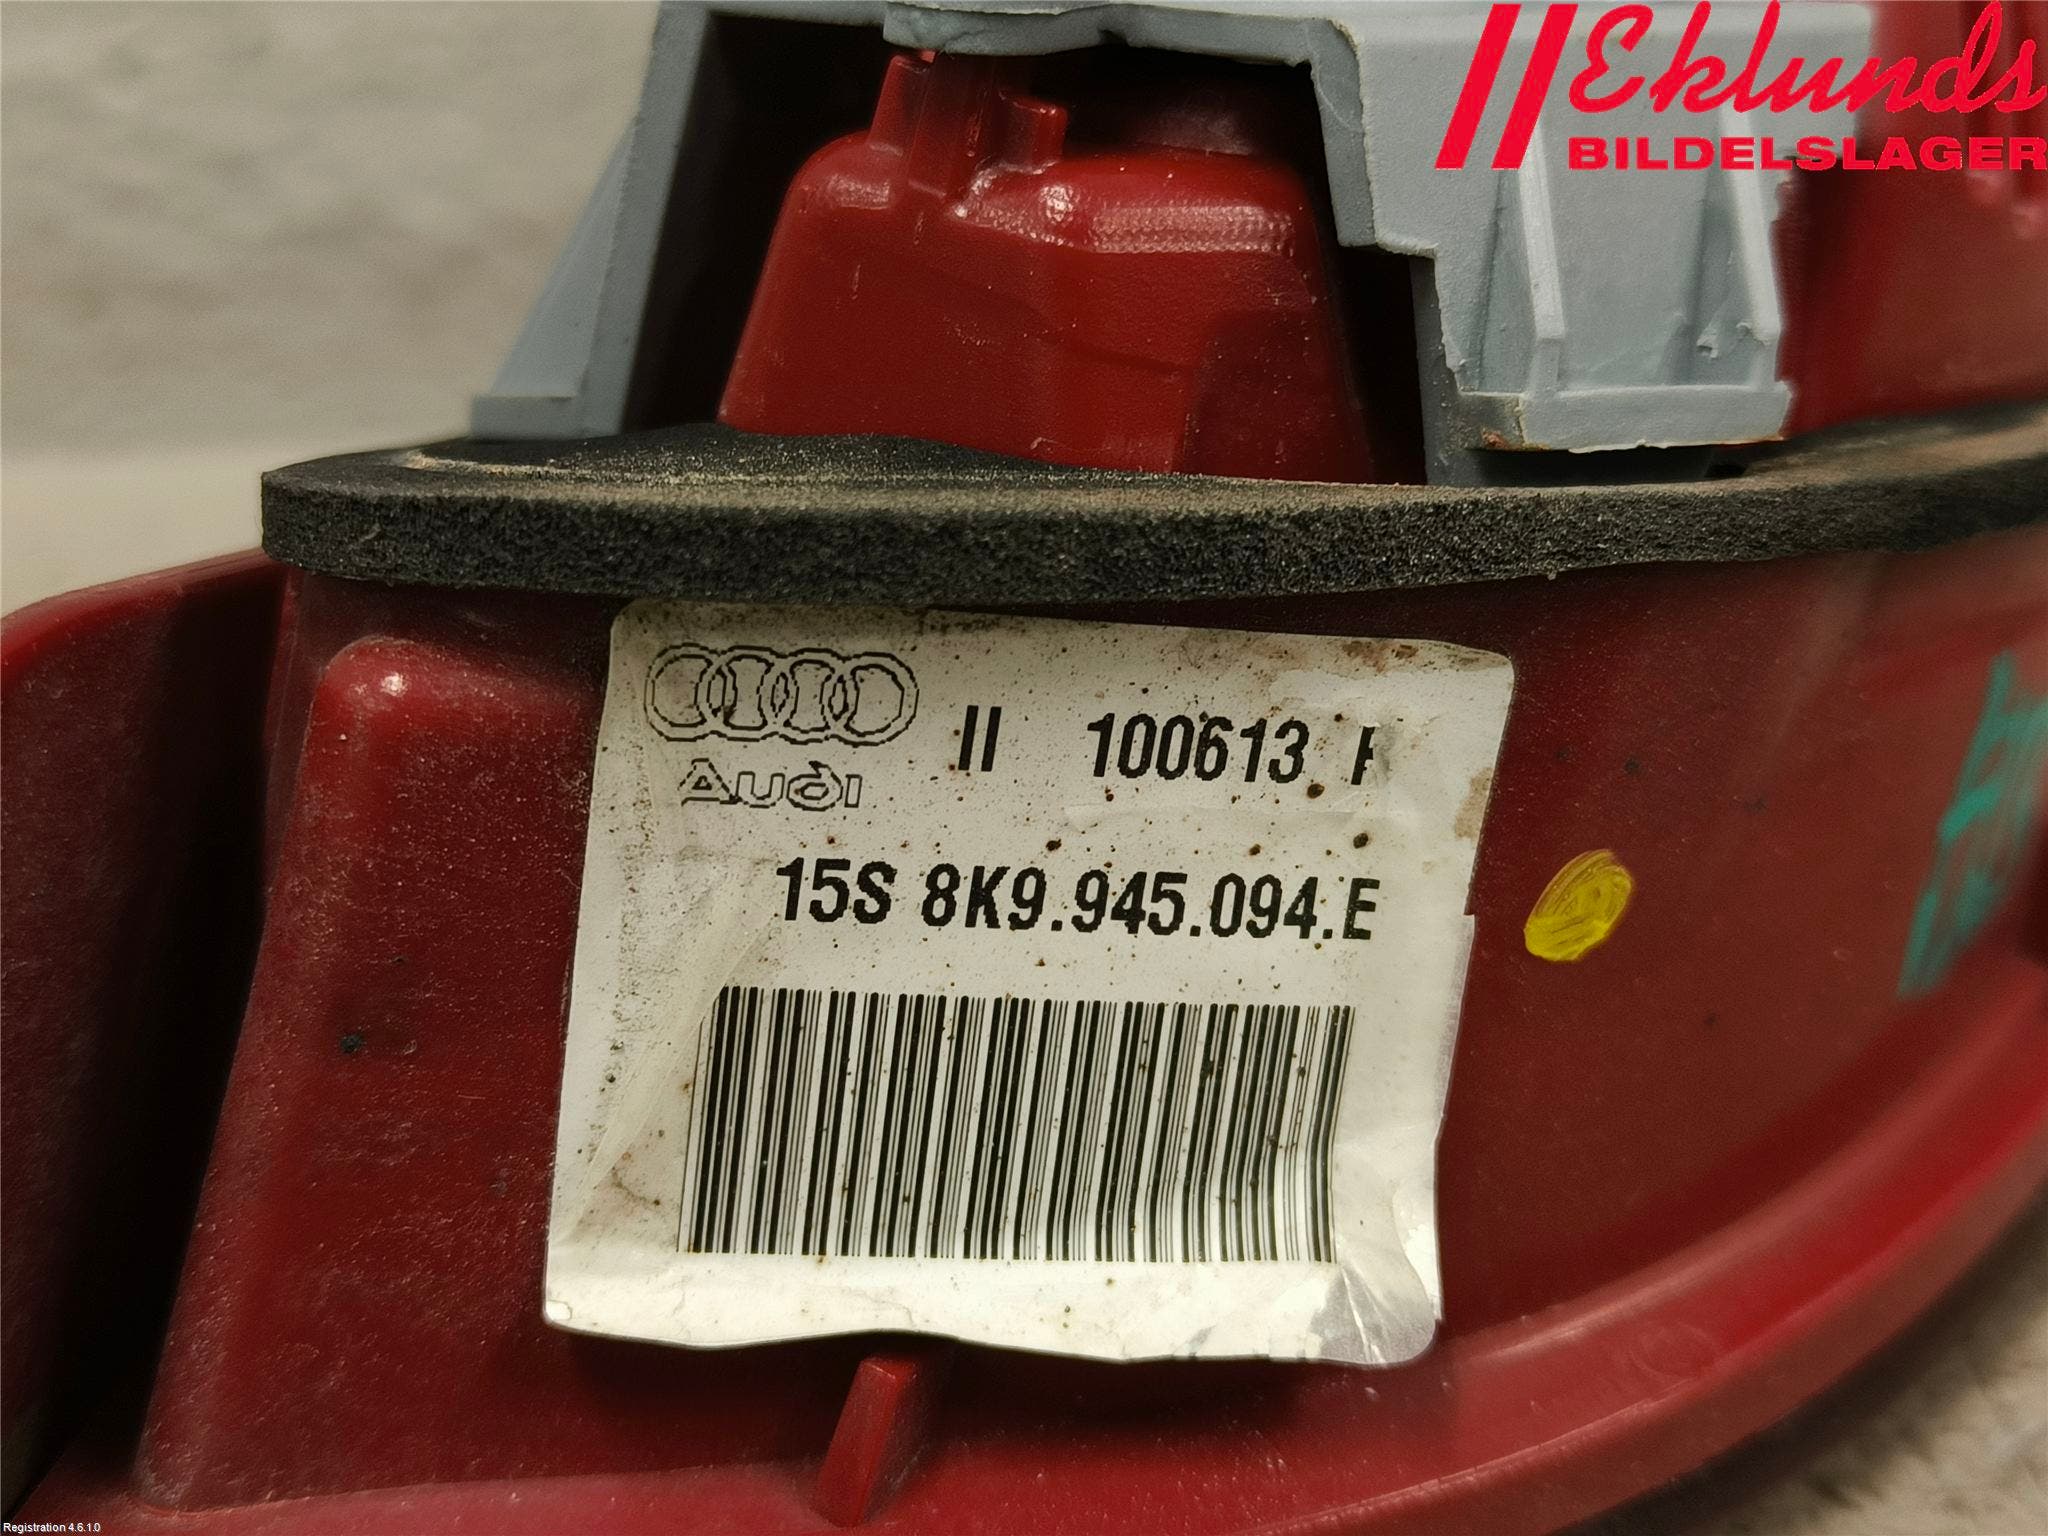 Eklunds
BILDELSLAGER
II 100613
Audi
15S 8K9.945.094.E
Registration 4.6.1.0